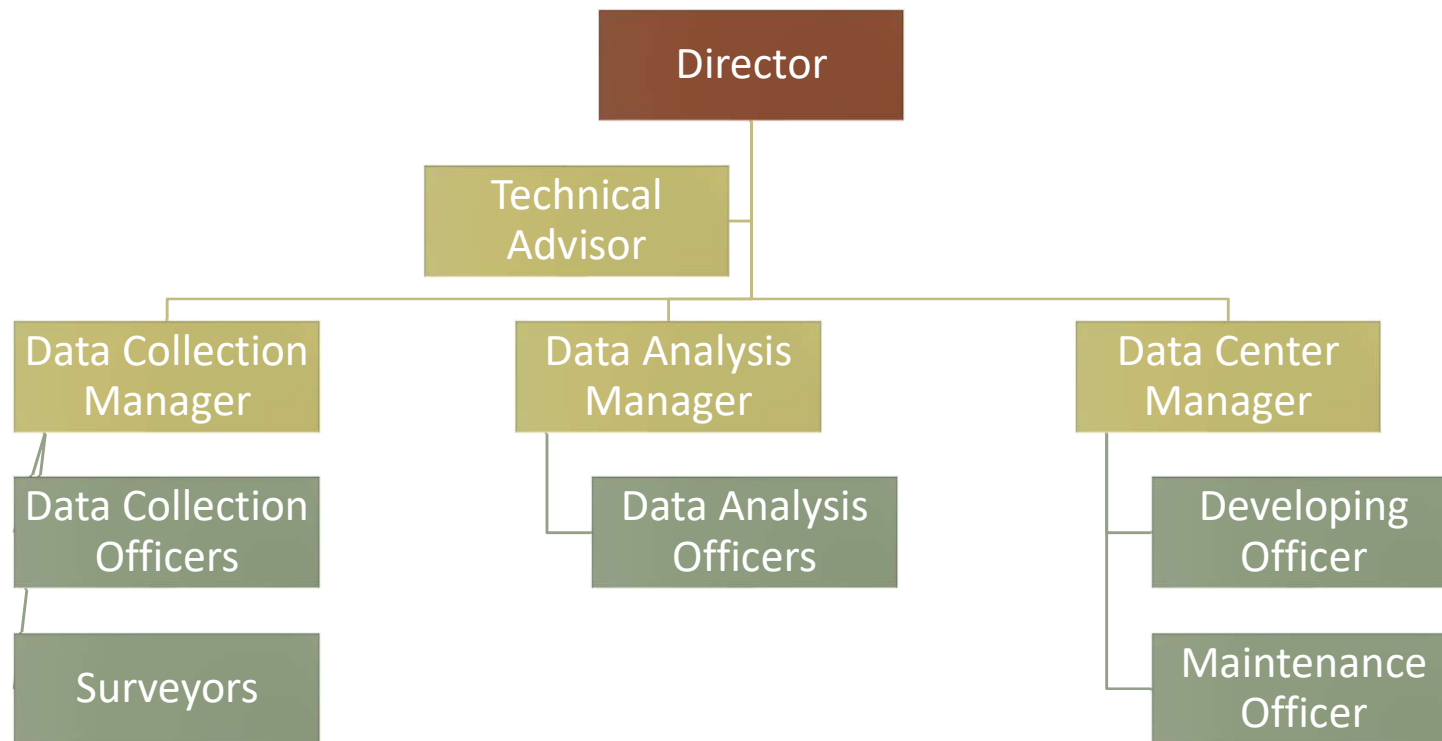 Director
Technical
Advisor
Data Collection
Manager
Data Analysis
Manager
Data Center
Manager
Data Collection
Officers
Data Analysis
Officers
Developing
Officer
Surveyors
Maintenance
Officer